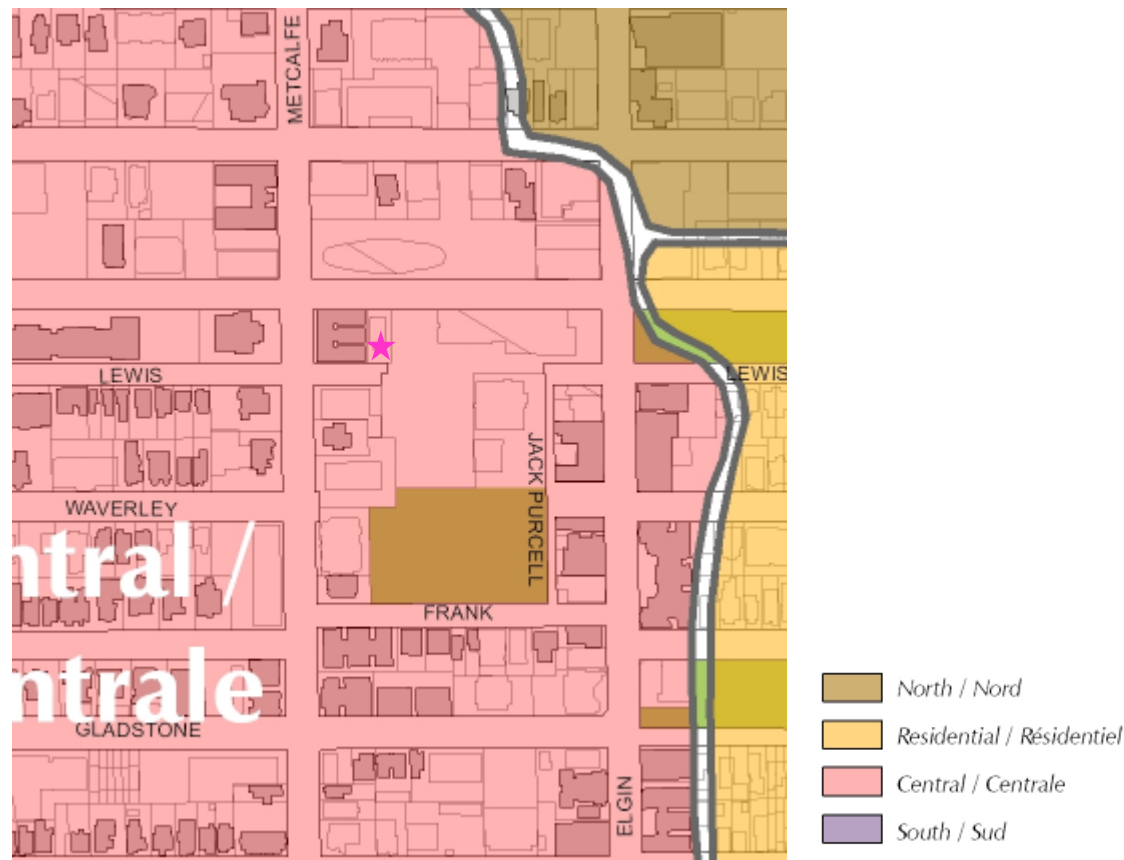 METCALFE
LEWIS
LEWIS
JACK PURCELL
WAVERLEY
ntral /
FRANK
ntrale
GLADSTONE
ELGIN
North / Nord
Residential / Résidentiel
Central / Centrale
South / Sud